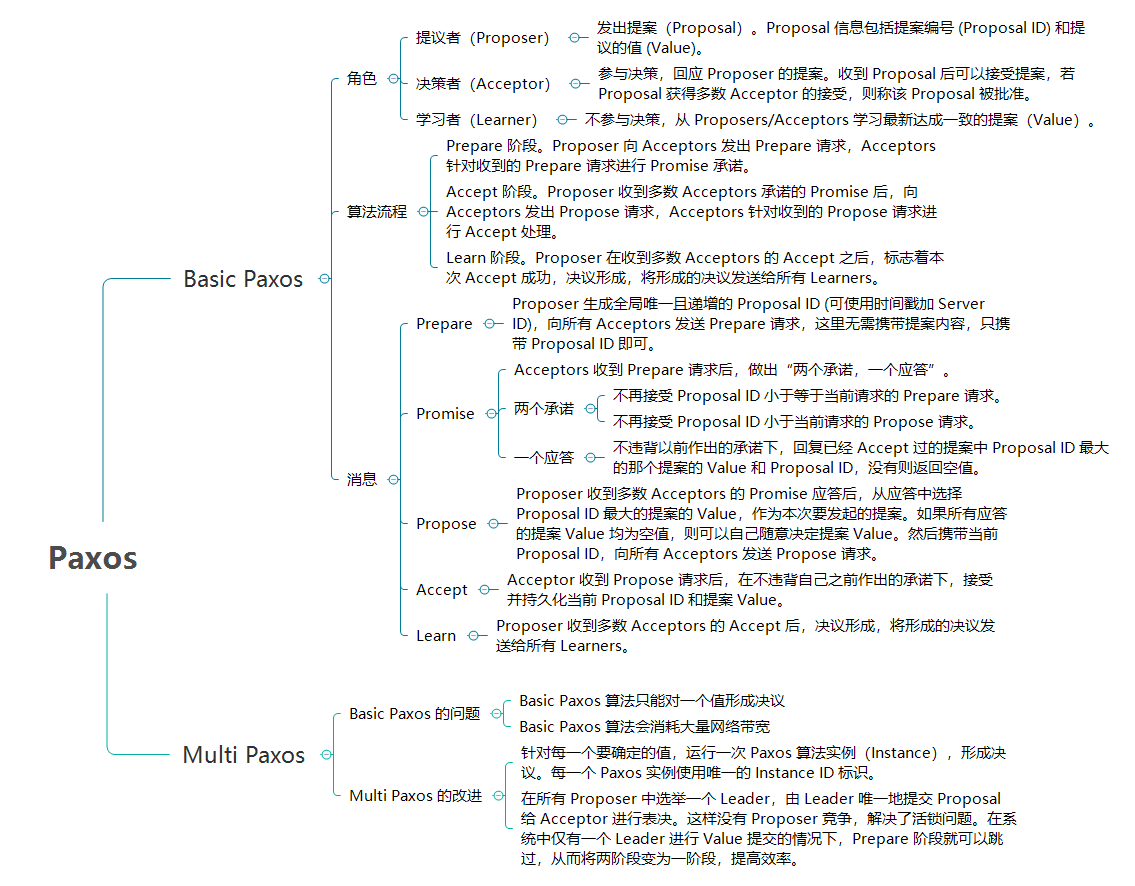 Paxos
Basic Paxos
角色
提议者（Proposer）
发出提案（Proposal）。Proposal 信息包括提案编号 (Proposal ID) 和提
议的值 (Value)。
决策者（Acceptor）
参与决策，回应 Proposer 的提案。收到 Proposal 后可以接受提案，若
Proposal 获得多数 Acceptor 的接受，则称该 Proposal 被批准。
学习者（Learner）
不参与决策，从 Proposers/Acceptors 学习最新达成一致的提案（Value）。
算法流程
Prepare 阶段。Proposer 向 Acceptors 发出 Prepare 请求，Acceptors
针对收到的 Prepare 请求进行 Promise 承诺。
Accept 阶段。Proposer 收到多数 Acceptors 承诺的 Promise 后，向
Acceptors 发出 Propose 请求，Acceptors 针对收到的 Propose 请求进
行 Accept 处理。
Learn 阶段。Proposer 在收到多数 Acceptors 的 Accept 之后，标志着本
次 Accept 成功，决议形成，将形成的决议发送给所有 Learners。
消息
Prepare
Proposer 生成全局唯一且递增的 Proposal ID (可使用时间戳加 Server
ID)，向所有 Acceptors 发送 Prepare 请求，这里无需携带提案内容，只携
带 Proposal ID 即可。
Promise
Acceptors 收到 Prepare 请求后，做出“两个承诺，一个应答”。
两个承诺
不再接受 Proposal ID 小于等于当前请求的 Prepare 请求。
不再接受 Proposal ID 小于当前请求的 Propose 请求。
一个应答
不违背以前作出的承诺下，回复已经 Accept 过的提案中 Proposal ID 最大
的那个提案的 Value 和 Proposal ID，没有则返回空值。
Propose
Proposer 收到多数 Acceptors 的 Promise 应答后，从应答中选择
Proposal ID 最大的提案的 Value，作为本次要发起的提案。如果所有应答
的提案 Value 均为空值，则可以自己随意决定提案 Value。然后携带当前
Proposal ID，向所有 Acceptors 发送 Propose 请求。
Accept
Acceptor 收到 Propose 请求后，在不违背自己之前作出的承诺下，接受
并持久化当前 Proposal ID 和提案 Value。
Learn
Proposer 收到多数 Acceptors 的 Accept 后，决议形成，将形成的决议发
送给所有 Learners。
Multi Paxos
Basic Paxos 的问题
Basic Paxos 算法只能对一个值形成决议
Basic Paxos 算法会消耗大量网络带宽
Multi Paxos 的改进
针对每一个要确定的值，运行一次 Paxos 算法实例（Instance），形成决
议。每一个 Paxos 实例使用唯一的 Instance ID 标识。
在所有 Proposer 中选举一个 Leader，由 Leader 唯一地提交 Proposal
给 Acceptor 进行表决。这样没有 Proposer 竞争，解决了活锁问题。在系
统中仅有一个 Leader 进行 Value 提交的情况下，Prepare 阶段就可以跳
过，从而将两阶段变为一阶段，提高效率。